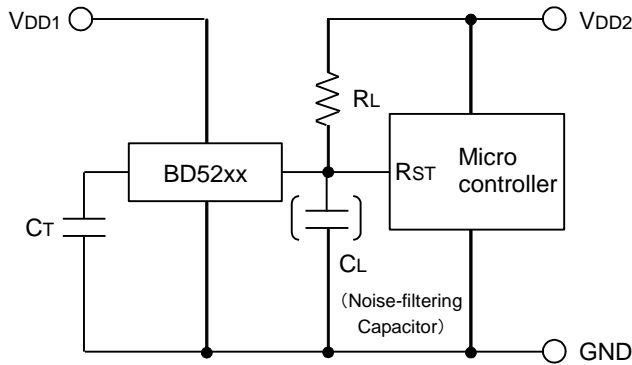 VDD1
VDD2
RL
BD52xx
RST
Micro
controller
CT
CL
（Noise-filtering
Capacitor）
GND